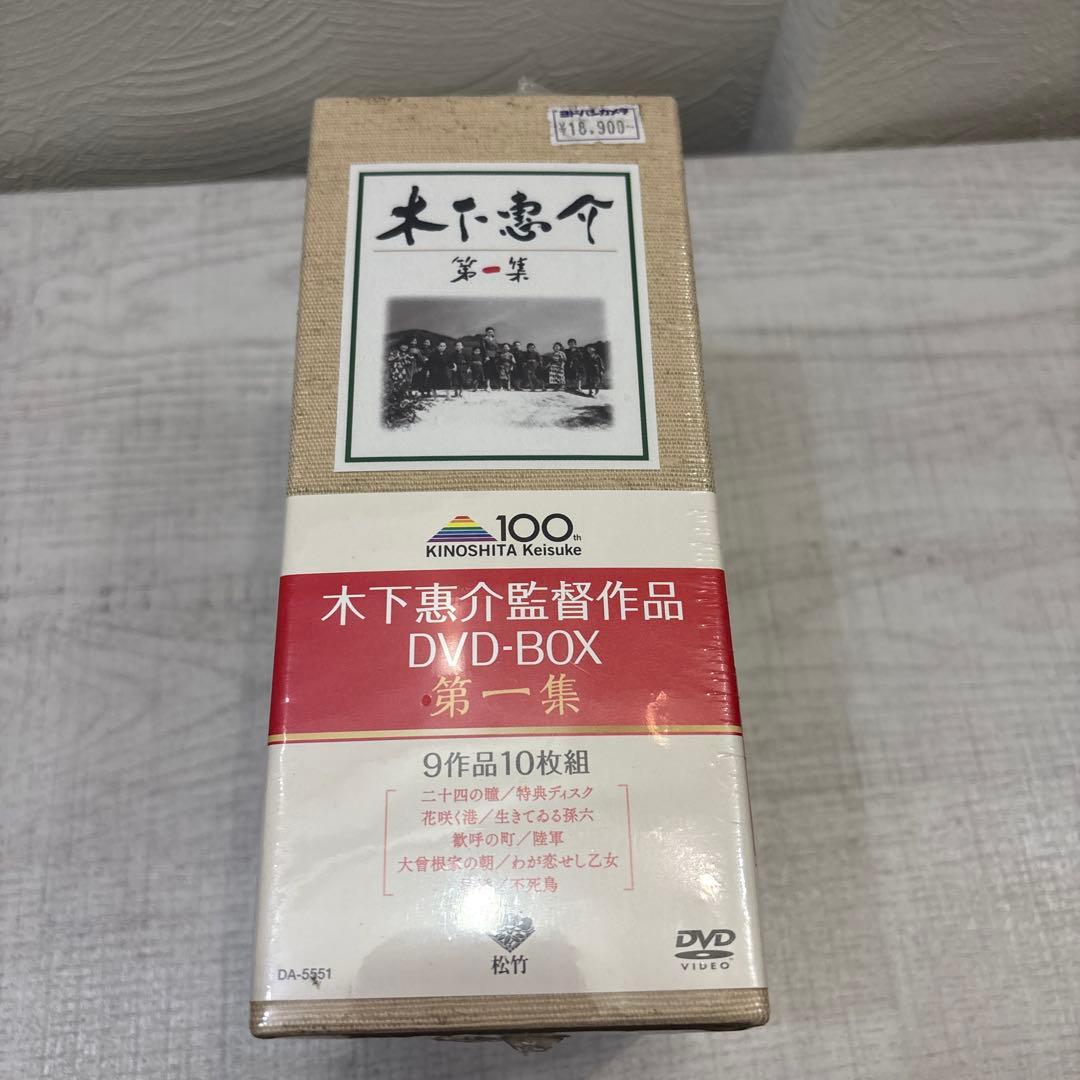 ヨドバシカメラ
¥18,900~
木下惠介
第一集
100th
KINOSHITA Keisuke
木下惠介監督作品
DVD-BOX
第一集
9作品10枚組
二十四の瞳／特典ディスク
花咲く港／生きてゐる孫六
歓呼の町／陸軍
大曾根家の朝／わが恋せし乙女
／不死鳥
松竹
DVD
VIDEO
DA-5551